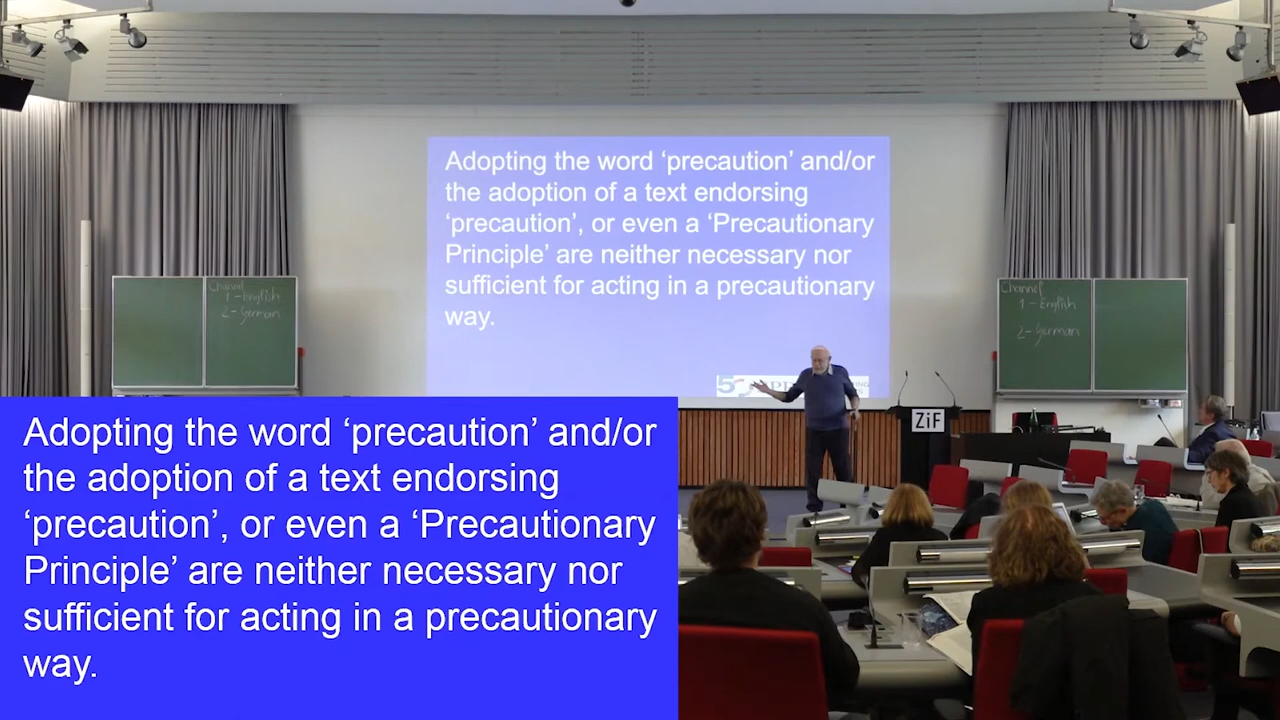 Adopting the word ‘precaution’ and/or
the adoption of a text endorsing
‘precaution’, or even a ‘Precautionary
Principle’ are neither necessary nor
sufficient for acting in a precautionary
way.
Channel
1 - English
2 - German
Channel
1 - English
2 - German
ZiF
Adopting the word ‘precaution’ and/or
the adoption of a text endorsing
‘precaution’, or even a ‘Precautionary
Principle’ are neither necessary nor
sufficient for acting in a precautionary
way.